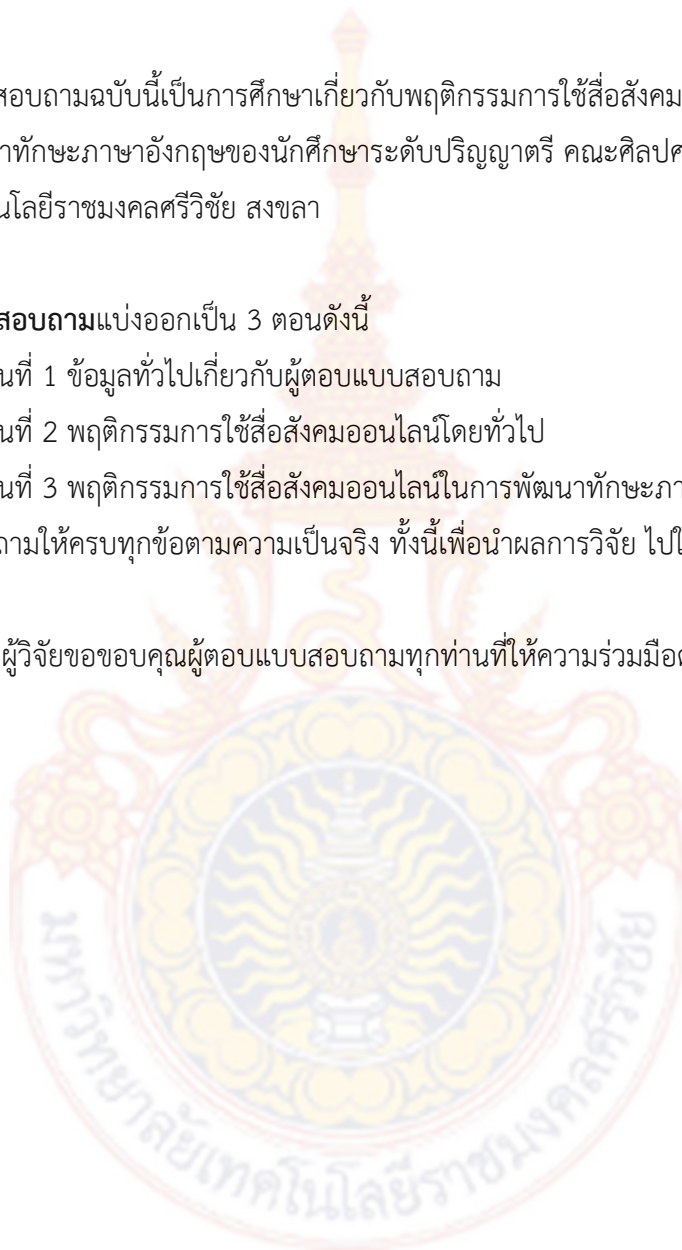 สอบถามฉบับนี้เป็นการศึกษาเกี่ยวกับพฤติกรรมการใช้สื่อสังคม
าทักษะภาษาอังกฤษของนักศึกษาระดับปริญญาตรี คณะศิลปศ
นโลยีราชมงคลศรีวิชัย สงขลา
สอบถามแบ่งออกเป็น 3 ตอนดังนี้
นที่ 1 ข้อมูลทั่วไปเกี่ยวกับผู้ตอบแบบสอบถาม
นที่ 2 พฤติกรรมการใช้สื่อสังคมออนไลน์โดยทั่วไป
นที่ 3 พฤติกรรมการใช้สื่อสังคมออนไลน์ในการพัฒนาทักษะภา
ถามให้ครบทุกข้อตามความเป็นจริง ทั้งนี้เพื่อนำผลการวิจัย ไปใ
ผู้วิจัยขอขอบคุณผู้ตอบแบบสอบถามทุกท่านที่ให้ความร่วมมือ
มหาวิทยาลัยเทคโนโลยีราชมงคลศรีวิชัย